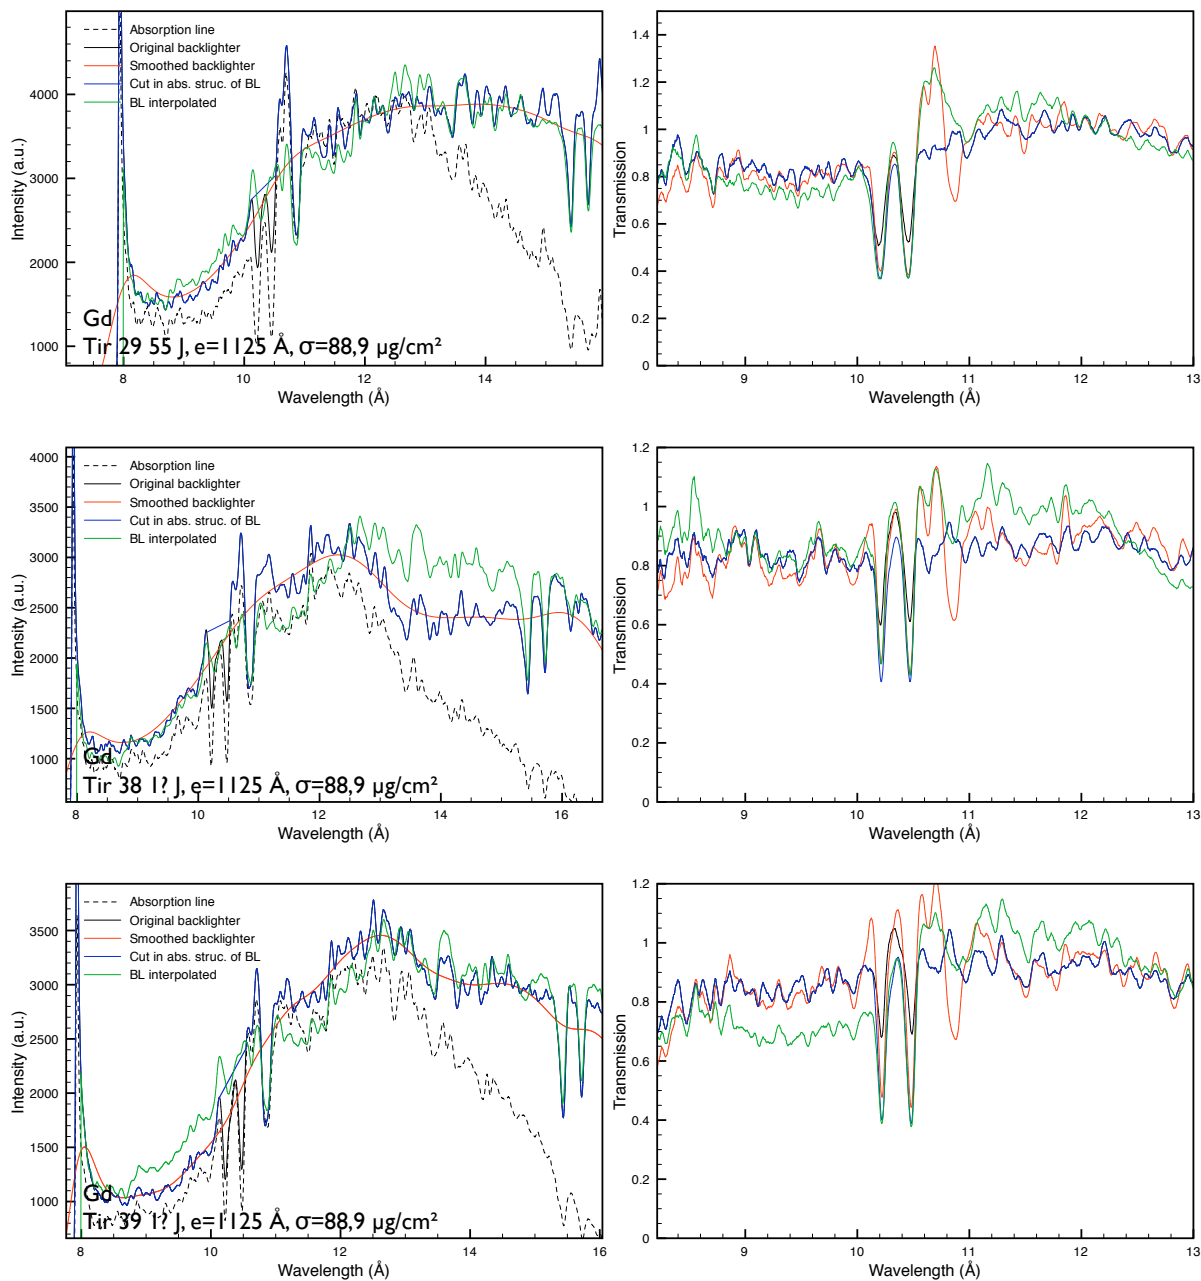 Absorption line
Original backlighter
Smoothed backlighter
Cut in abs. struc. of BL
BL interpolated
4000
3000
2000
1000
Intensity (a.u.)
Gd
Tir 29 55 J, e=1125 Å, σ=88,9 µg/cm²
8
10
12
14
Wavelength (Å)
1.4
1.2
1
0.8
0.6
0.4
0.2
0
Transmission
9
10
11
12
13
Wavelength (Å)
Absorption line
Original backlighter
Smoothed backlighter
Cut in abs. struc. of BL
BL interpolated
4000
3500
3000
2500
2000
1500
1000
Intensity (a.u.)
Gd
Tir 38 1? J, e=1125 Å, σ=88,9 µg/cm²
8
10
12
14
16
Wavelength (Å)
1.2
1
0.8
0.6
0.4
0.2
0
Transmission
9
10
11
12
13
Wavelength (Å)
Absorption line
Original backlighter
Smoothed backlighter
Cut in abs. struc. of BL
BL interpolated
3500
3000
2500
2000
1500
1000
Intensity (a.u.)
Gd
Tir 39 1? J, e=1125 Å, σ=88,9 µg/cm²
8
10
12
14
16
Wavelength (Å)
1.2
1
0.8
0.6
0.4
0.2
0
Transmission
9
10
11
12
13
Wavelength (Å)